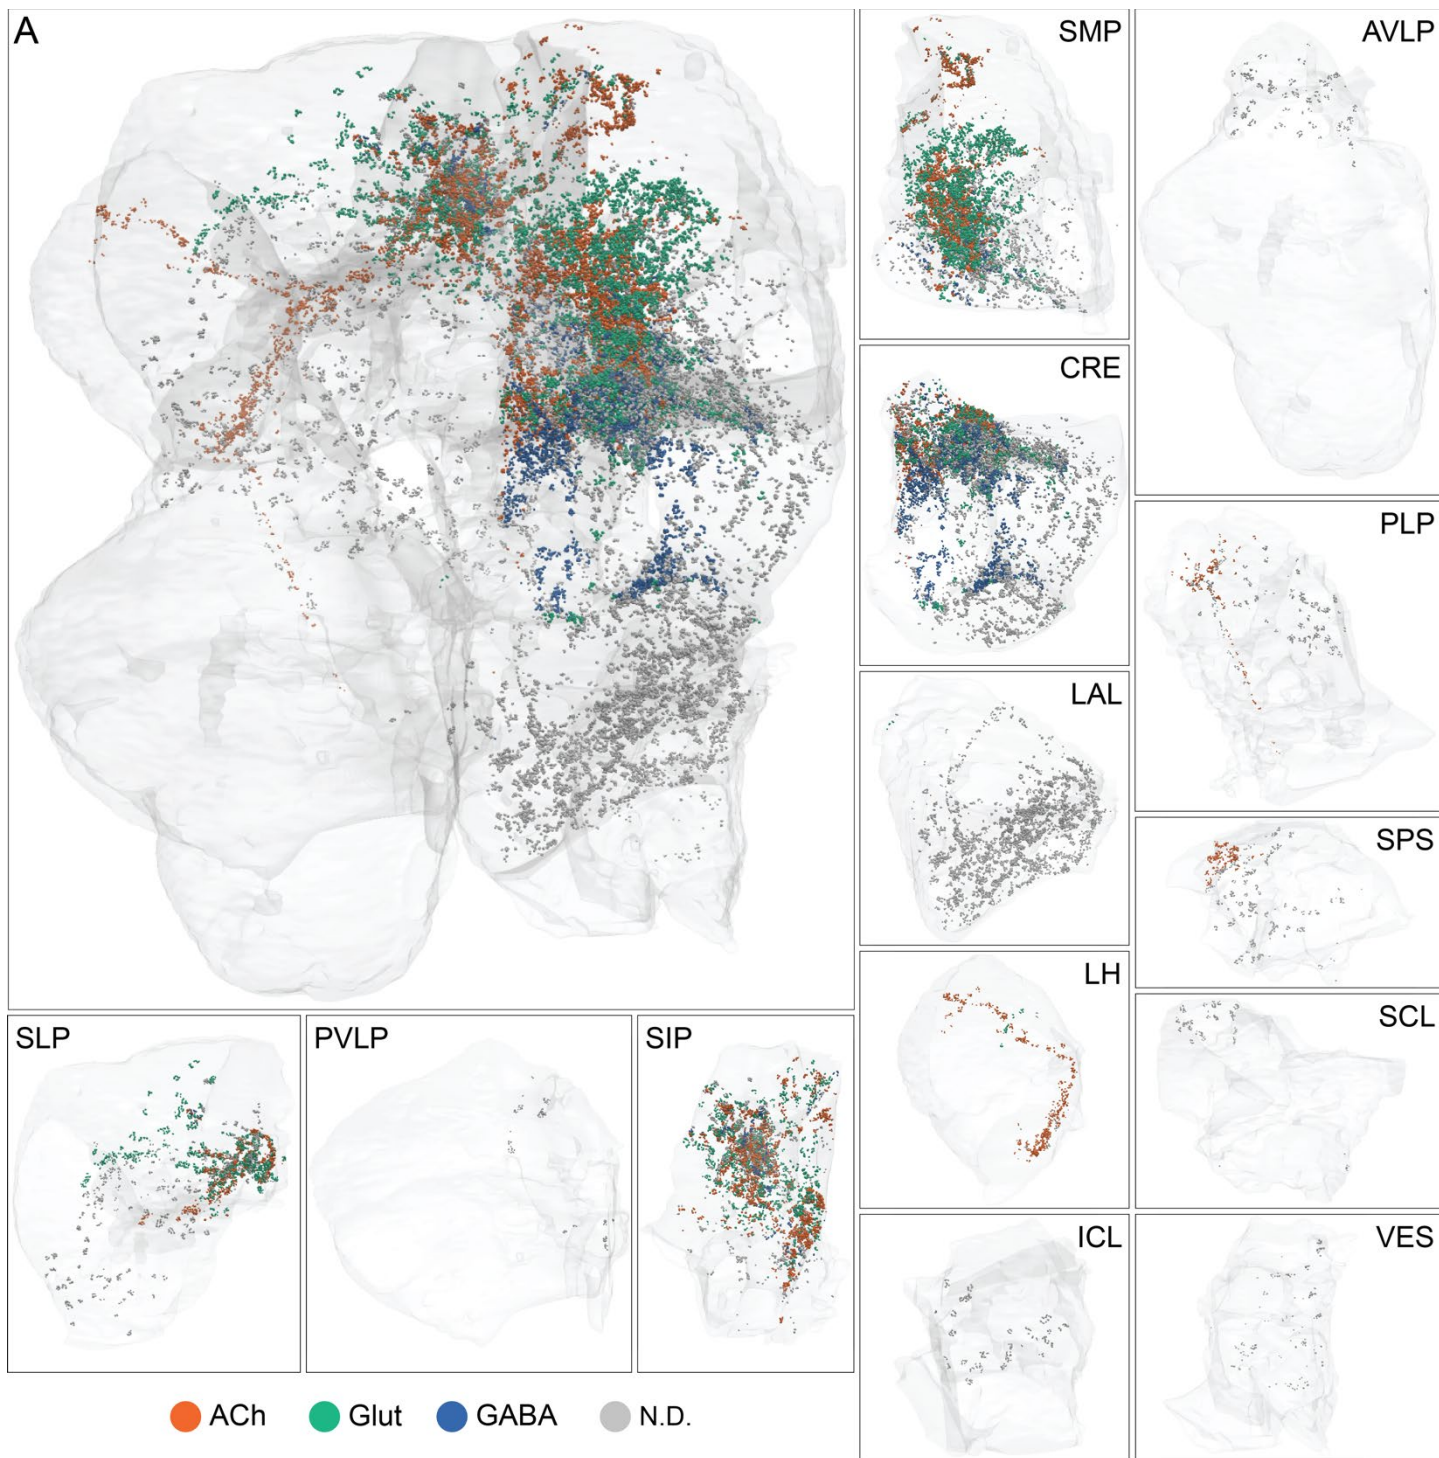 A
SMP
AVLP
CRE
PLP
LAL
SPS
LH
SCL
SLP
PVLP
SIP
ICL
VES
ACh
Glut
GABA
N.D.